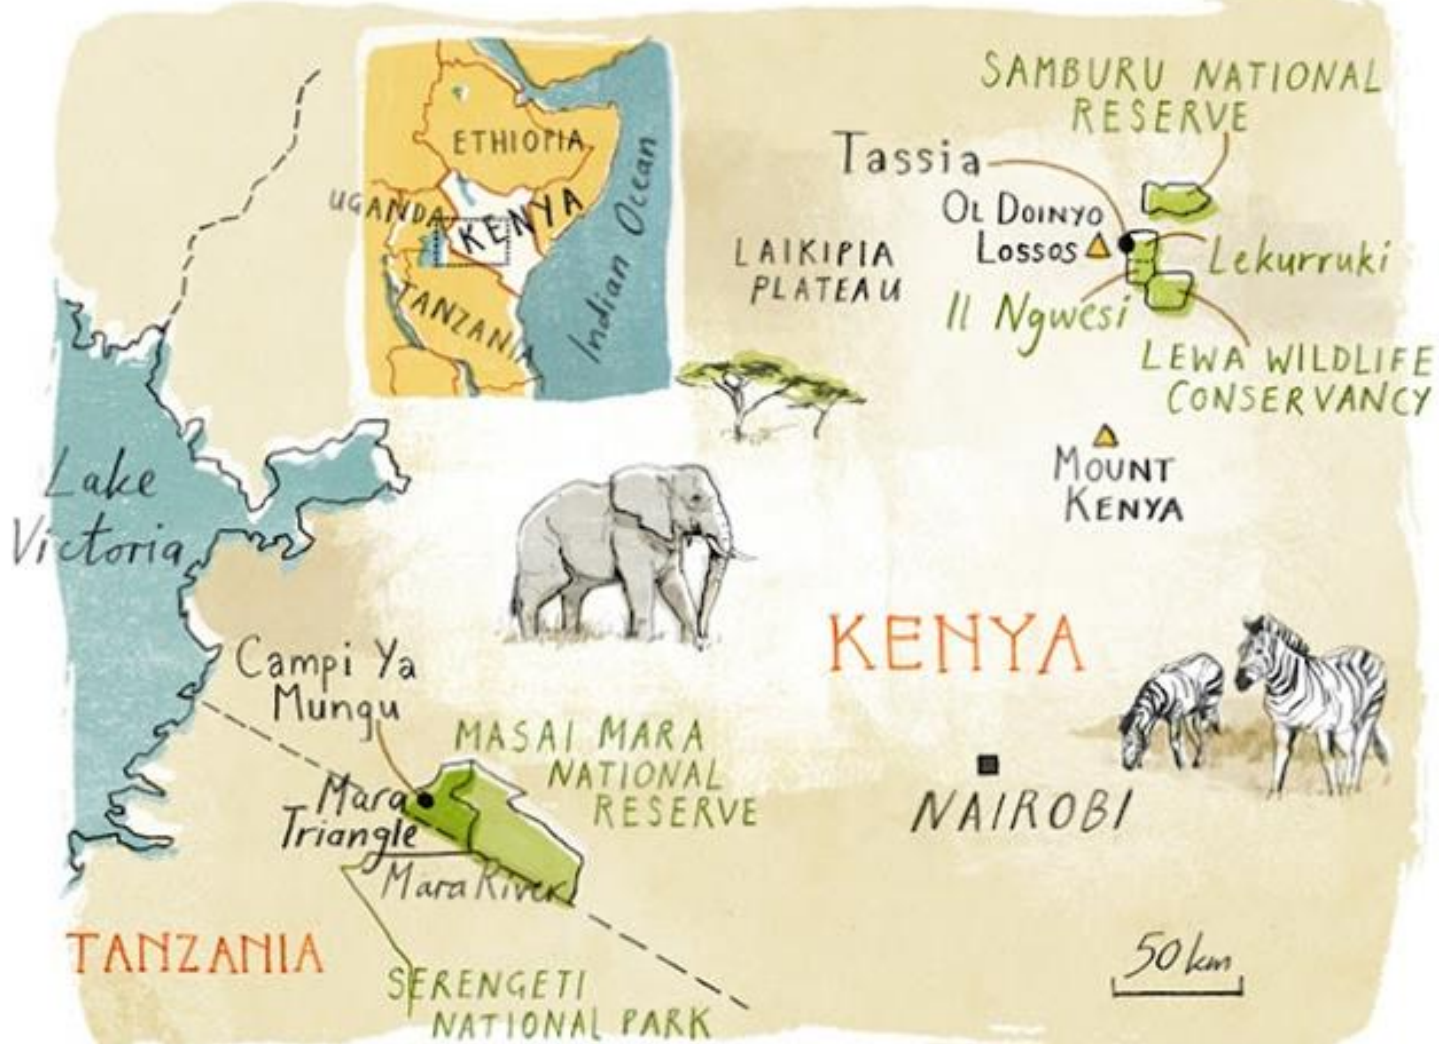 SAMBURU NATIONAL
RESERVE
Tassia
OL DOINYO
LOSSOS
Lekurruki
LAIKIPIA
PLATEAU
Il Ngwesi
LEWA WILDLIFE
CONSERVANCY
ETHIOPIA
UGANDA
KENYA
TANZANIA
Indian Ocean
MOUNT
KENYA
Lake
Victoria
KENYA
Campi Ya
Mungu
MASAI MARA
NATIONAL
RESERVE
Mara
Triangle
Mara River
NAIROBI
TANZANIA
SERENGETI
NATIONAL PARK
50 km